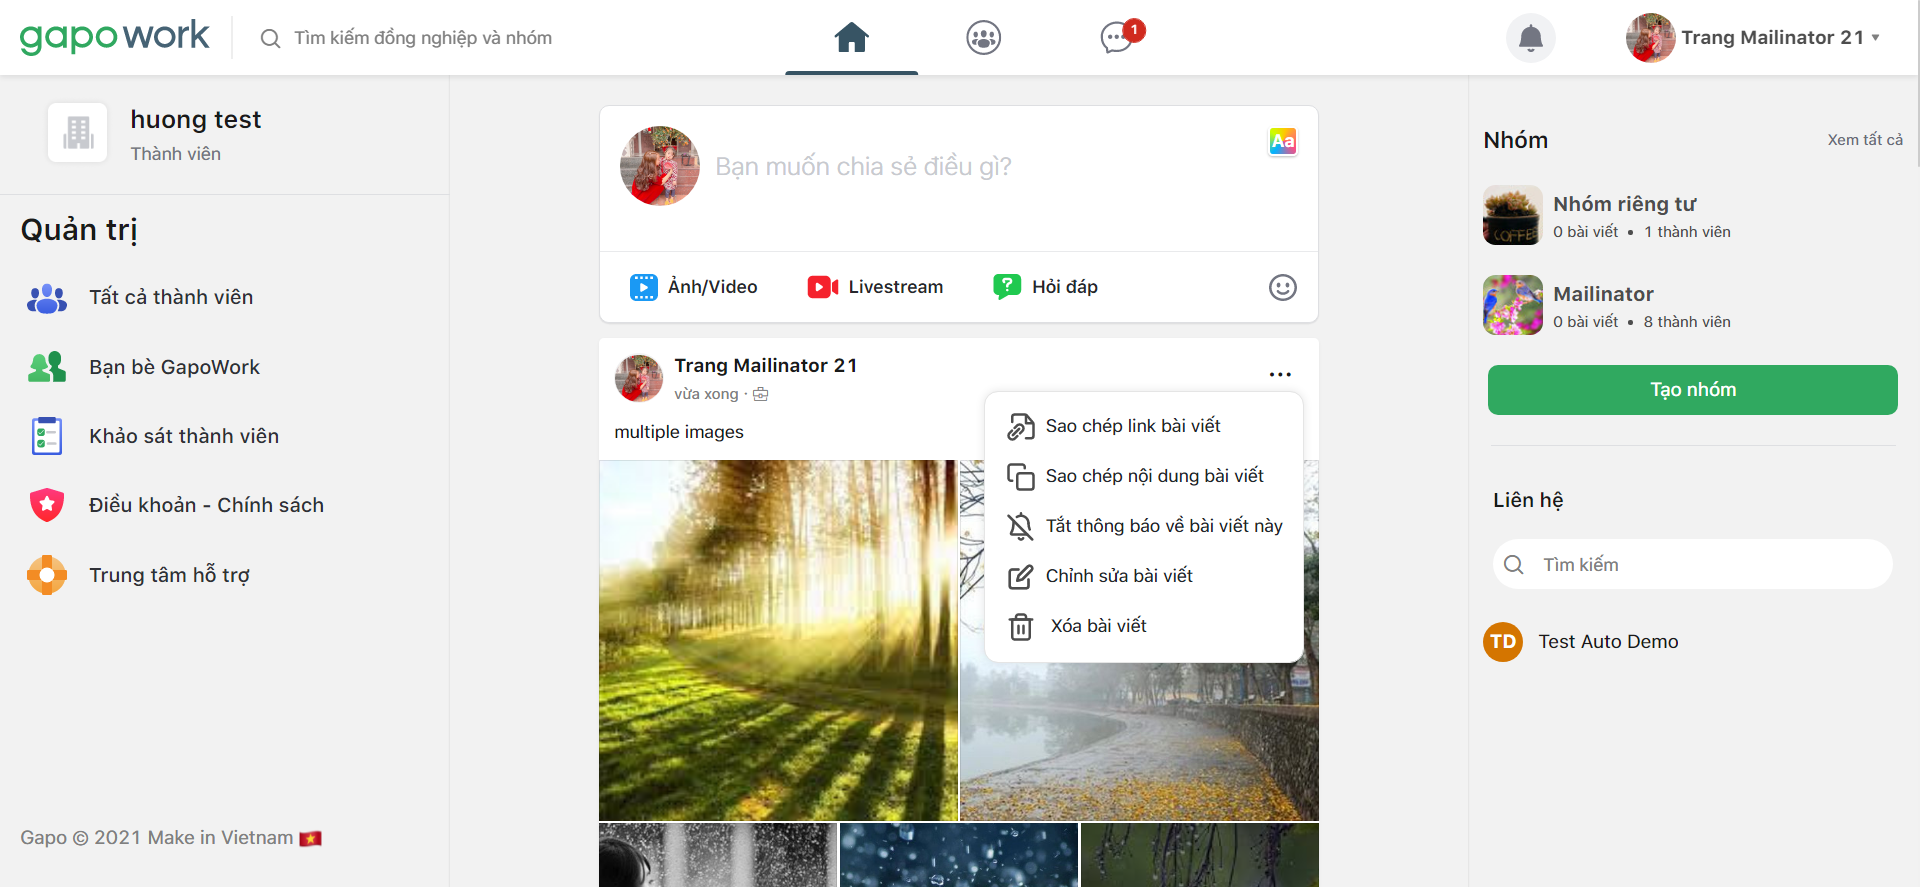 gapowork
Tìm kiếm đồng nghiệp và nhóm
1
Trang Mailinator 21
huong test
Thành viên
Quản trị
Tất cả thành viên
Bạn bè GapoWork
Khảo sát thành viên
Điều khoản - Chính sách
Trung tâm hỗ trợ
Gapo © 2021 Make in Vietnam
Bạn muốn chia sẻ điều gì?
Aa
Ảnh/Video
Livestream
Hỏi đáp
Trang Mailinator 21
vừa xong ·
multiple images
Sao chép link bài viết
Sao chép nội dung bài viết
Tắt thông báo về bài viết này
Chỉnh sửa bài viết
Xóa bài viết
Nhóm
Xem tất cả
COFFEE
Nhóm riêng tư
0 bài viết • 1 thành viên
Mailinator
0 bài viết • 8 thành viên
Tạo nhóm
Liên hệ
Tìm kiếm
TD
Test Auto Demo